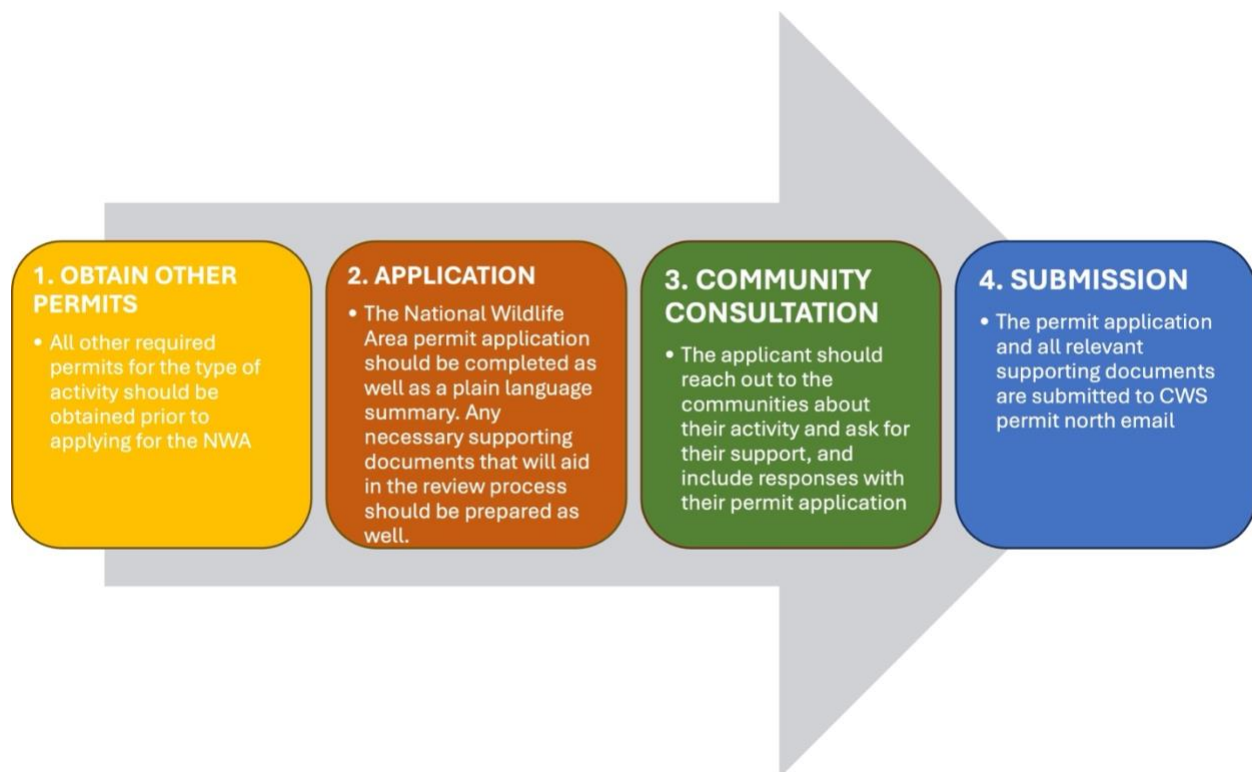 1. OBTAIN OTHER
PERMITS
• All other required
permits for the type of
activity should be
obtained prior to
applying for the NWA
2. APPLICATION
• The National Wildlife
Area permit application
should be completed as
well as a plain language
summary. Any
necessary supporting
documents that will aid
in the review process
should be prepared as
well.
3. COMMUNITY
CONSULTATION
• The applicant should
reach out to the
communities about
their activity and ask for
their support, and
include responses with
their permit application
4. SUBMISSION
• The permit application
and all relevant
supporting documents
are submitted to CWS
permit north email